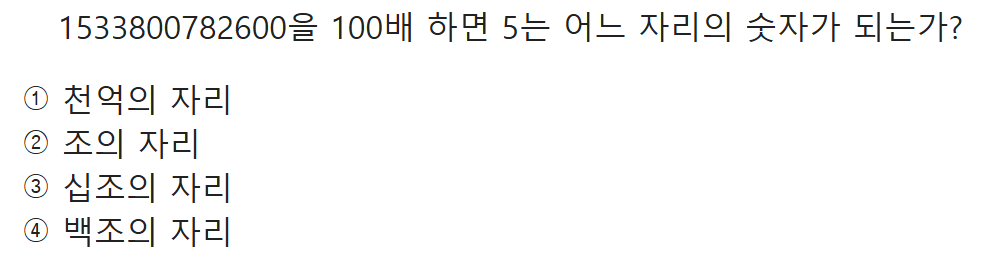 1533800782600을 100배 하면 5는 어느 자리의 숫자가 되는가?
① 천억의 자리
② 조의 자리
③ 십조의 자리
④ 백조의 자리